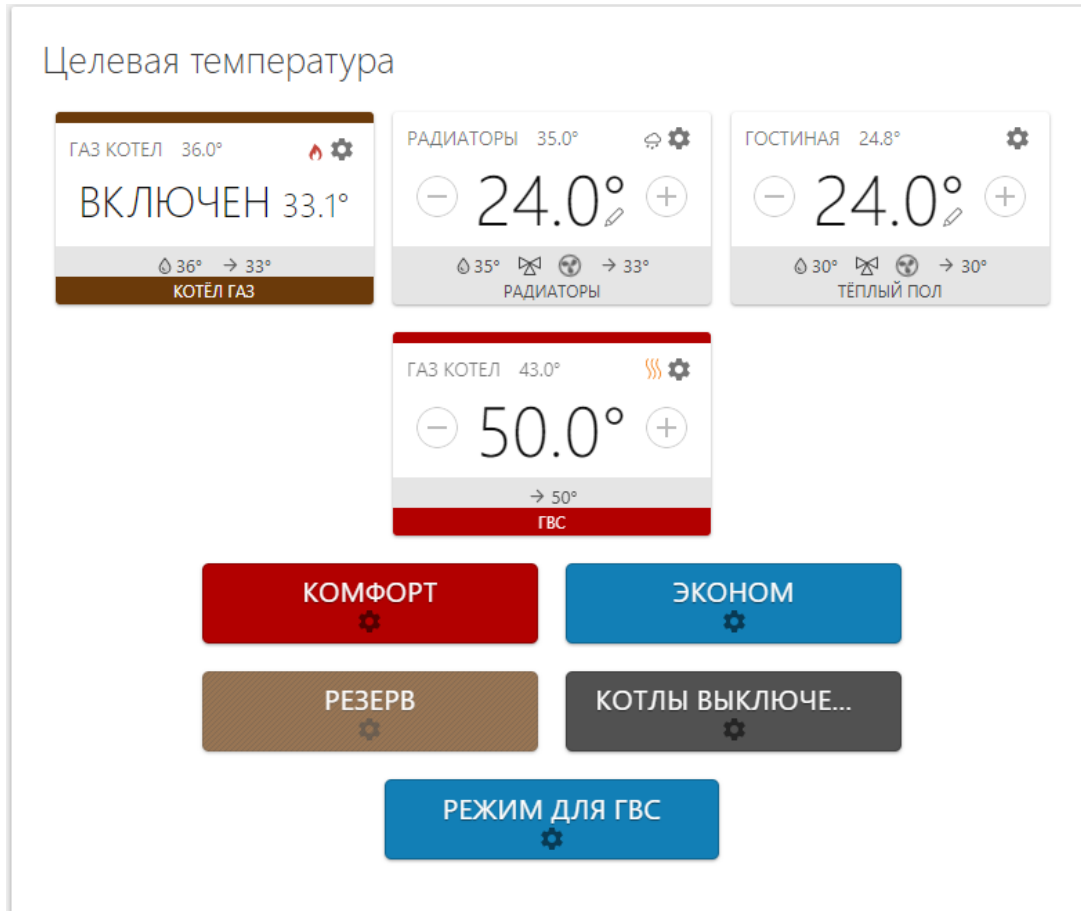 Целевая температура
ГАЗ КОТЕЛ 36.0°
ВКЛЮЧЕН 33.1°
36° → 33°
КОТЁЛ ГАЗ
РАДИАТОРЫ 35.0°
24.0°
35° → 33°
РАДИАТОРЫ
ГОСТИНАЯ 24.8°
24.0°
30° → 30°
ТЁПЛЫЙ ПОЛ
ГАЗ КОТЕЛ 43.0°
50.0°
→ 50°
ГВС
КОМФОРТ
ЭКОНОМ
РЕЗЕРВ
КОТЛЫ ВЫКЛЮЧЕ...
РЕЖИМ ДЛЯ ГВС